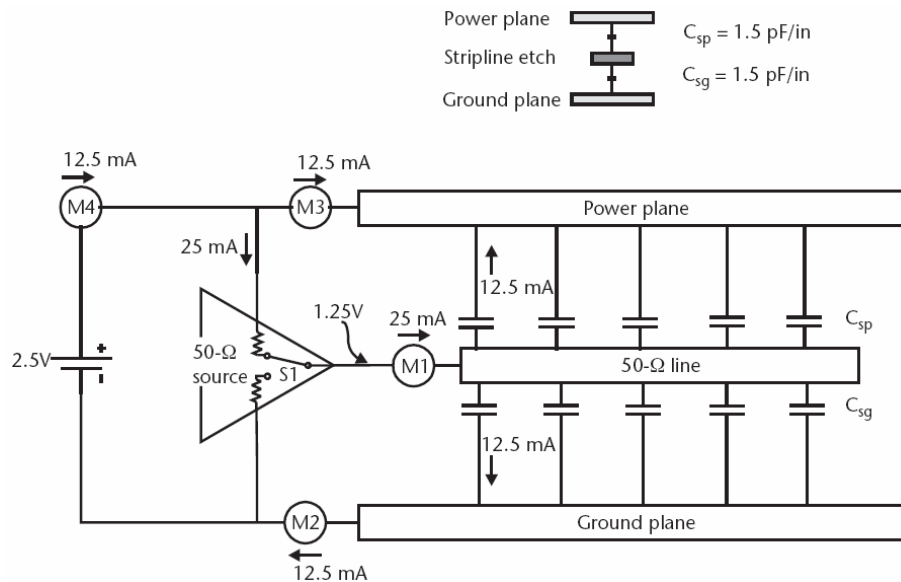 Power plane
C_sp = 1.5 pF/in
Stripline etch
C_sg = 1.5 pF/in
Ground plane
12.5 mA
12.5 mA
M4
M3
Power plane
25 mA
12.5 mA
1.25V
25 mA
C_sp
2.5V
+
-
50-Ω
source
S1
M1
50-Ω line
C_sg
12.5 mA
M2
Ground plane
12.5 mA